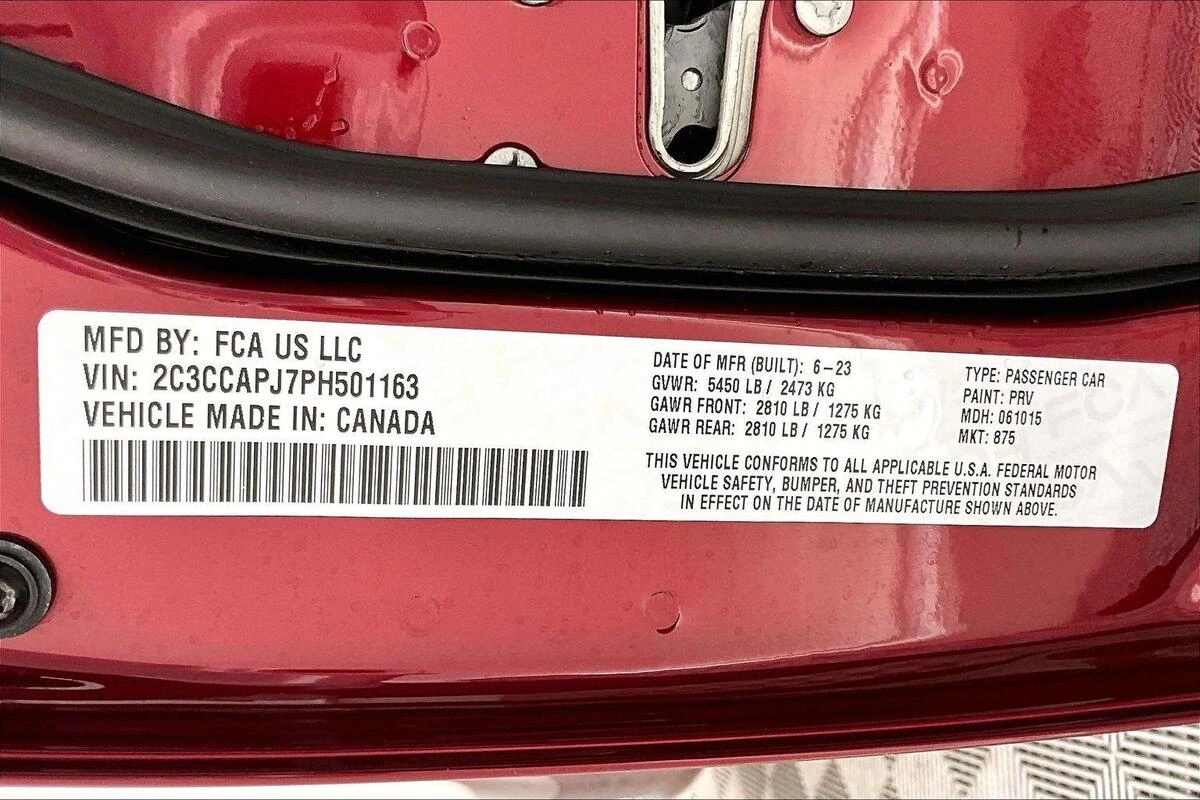 MFD BY: FCA US LLC
VIN: 2C3CCAPJ7PH501163
VEHICLE MADE IN: CANADA
DATE OF MFR (BUILT): 6-23
GVWR: 5450 LB / 2473 KG
GAWR FRONT: 2810 LB / 1275 KG
GAWR REAR: 2810 LB / 1275 KG
TYPE: PASSENGER CAR
PAINT: PRV
MDH: 061015
MKT: 875
THIS VEHICLE CONFORMS TO ALL APPLICABLE U.S.A. FEDERAL MOTOR
VEHICLE SAFETY, BUMPER, AND THEFT PREVENTION STANDARDS
IN EFFECT ON THE DATE OF MANUFACTURE SHOWN ABOVE.